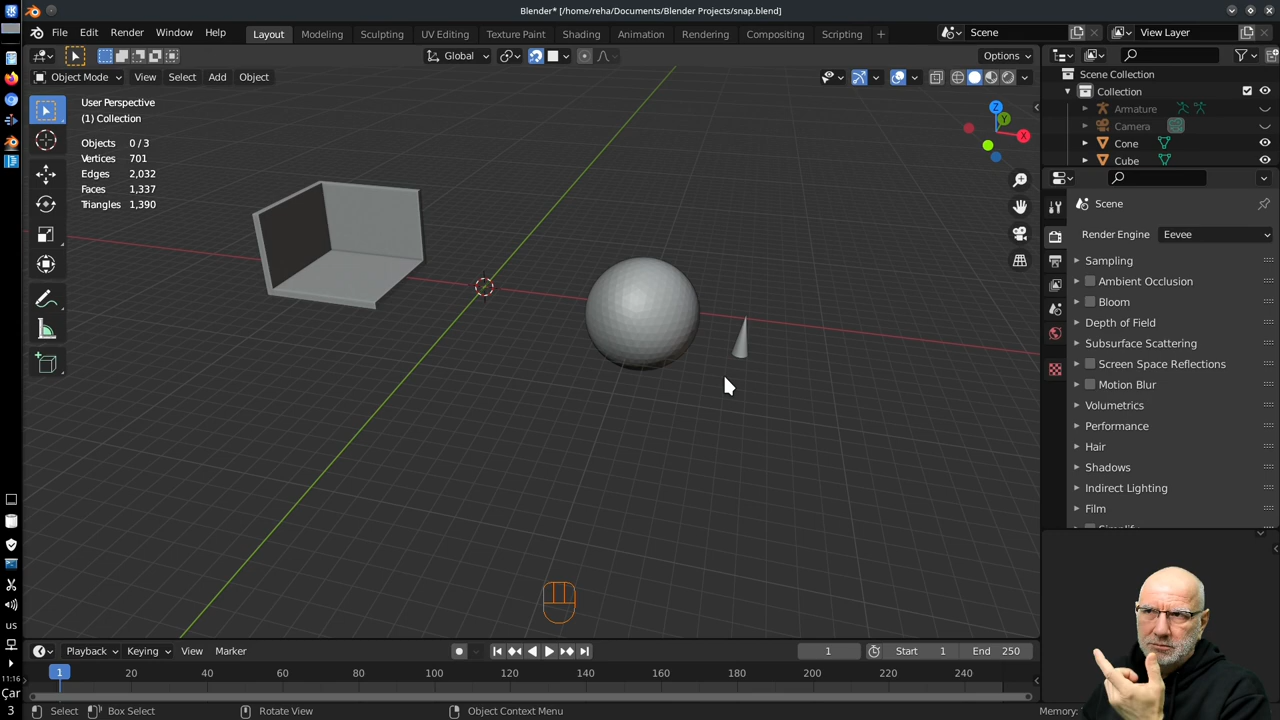 Blender* [/home/reha/Documents/Blender Projects/snap.blend]
File Edit Render Window Help
Layout Modeling Sculpting UV Editing Texture Paint Shading Animation Rendering Compositing Scripting +
Scene
View Layer
Global
Options
Object Mode View Select Add Object
User Perspective
(1) Collection
Objects 0 / 3
Vertices 701
Edges 2,032
Faces 1,337
Triangles 1,390
Z
Y
X
Scene Collection
Collection
Armature
Camera
Cone
Cube
Scene
Render Engine Eevee
Sampling
Ambient Occlusion
Bloom
Depth of Field
Subsurface Scattering
Screen Space Reflections
Motion Blur
Volumetrics
Performance
Hair
Shadows
Indirect Lighting
Film
Simplify
us
11:16
Çar
3
Playback Keying View Marker
1
Start 1
End 250
1 20 40 60 80 100 120 140 160 180 200 220 240
Select Box Select Rotate View Object Context Menu
Memory: